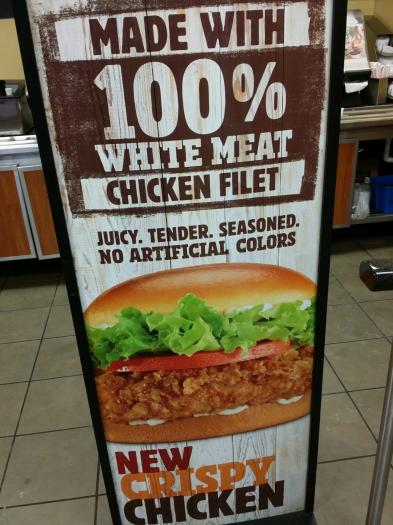 MADE WITH
100%
WHITE MEAT
CHICKEN FILET
JUICY. TENDER. SEASONED.
NO ARTIFICIAL COLORS
NEW
CRISPY
CHICKEN